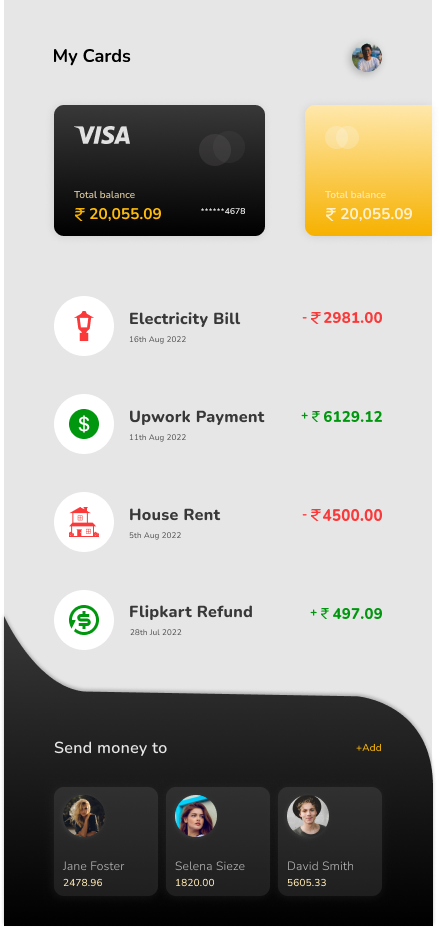 My Cards
VISA
Total balance
₹ 20,055.09
******4678
Total balance
₹ 20,055.09
Electricity Bill
- ₹ 2981.00
16th Aug 2022
$
Upwork Payment
+ ₹ 6129.12
11th Aug 2022
House Rent
- ₹ 4500.00
5th Aug 2022
$
Flipkart Refund
+ ₹ 497.09
28th Jul 2022
Send money to
+Add
Jane Foster
2478.96
Selena Sieze
1820.00
David Smith
5605.33